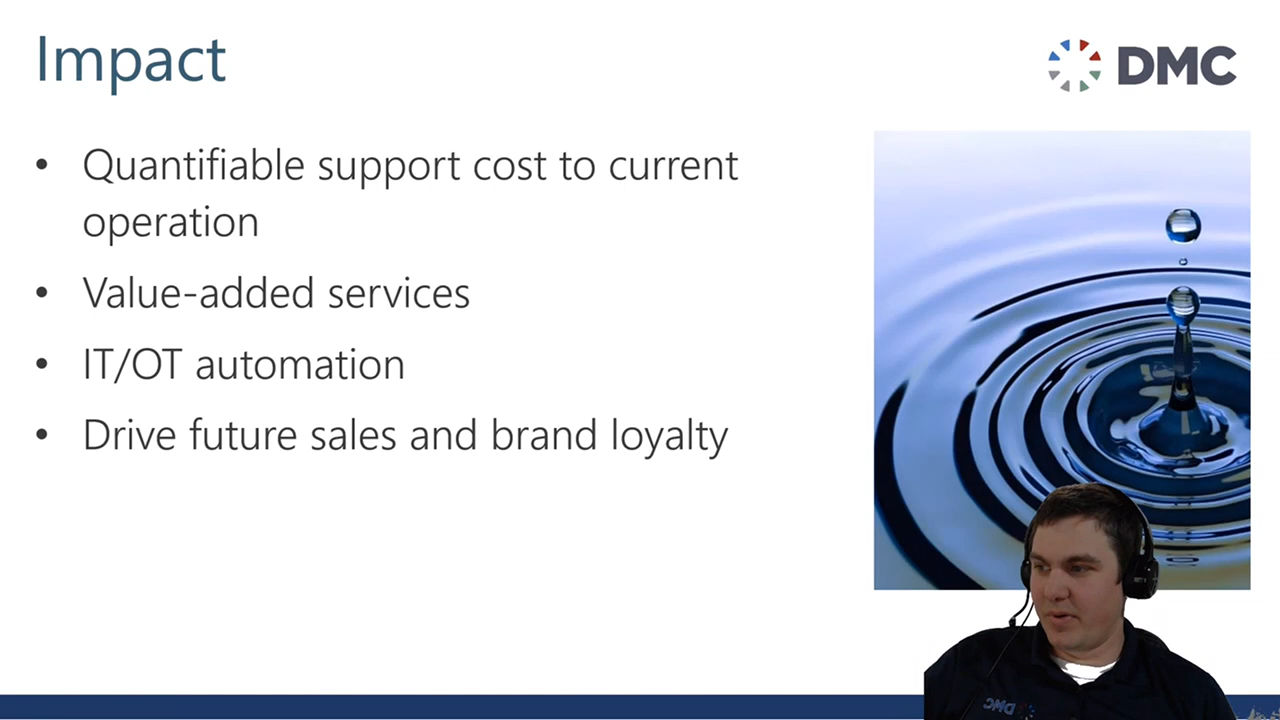 Impact
DMC
• Quantifiable support cost to current
operation
• Value-added services
• IT/OT automation
• Drive future sales and brand loyalty
DMC